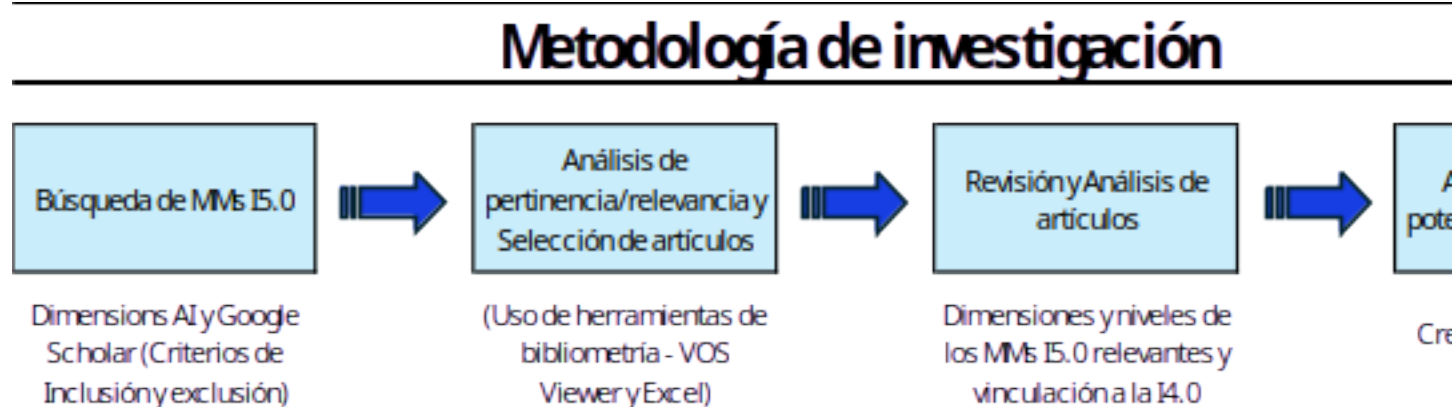 Metodología de investigación
Búsqueda de MMs I5.0
Análisis de
pertinencia/relevancia y
Selección de artículos
Revisión y Análisis de
artículos
Dimensions AI y Google
Scholar (Criterios de
Inclusión y exclusión)
(Uso de herramientas de
bibliometría - VOS
Viewer y Excel)
Dimensiones y niveles de
los MMs I5.0 relevantes y
vinculación a la I4.0